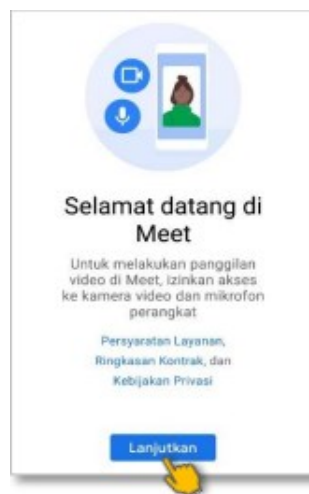 Selamat datang di
Meet
Untuk melakukan panggilan
video di Meet, izinkan akses
ke kamera video dan mikrofon
perangkat
Persyaratan Layanan,
Ringkasan Kontrak, dan
Kebijakan Privasi
Lanjutkan